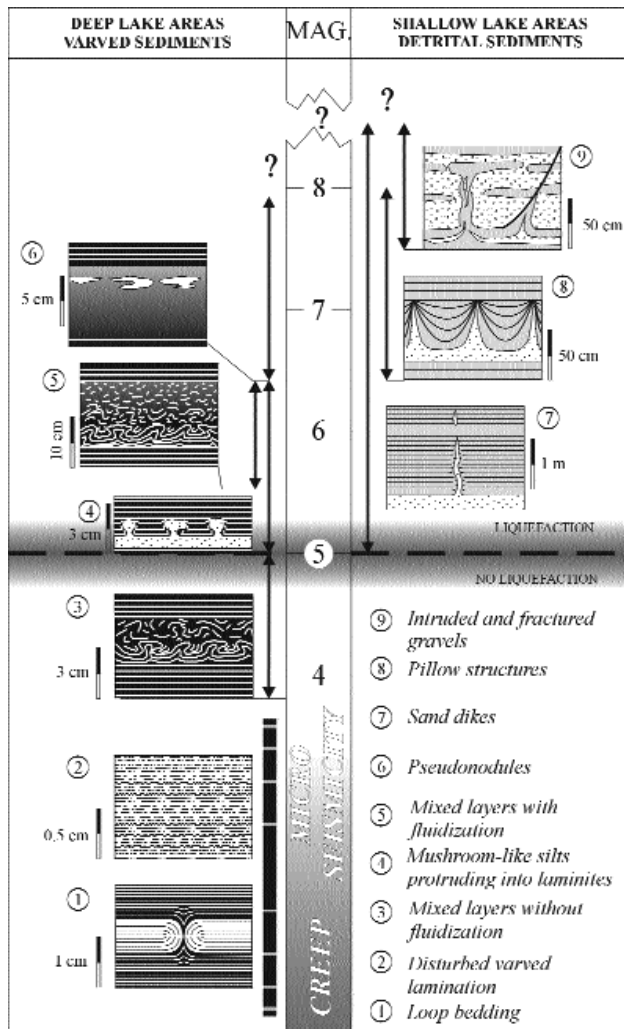 DEEP LAKE AREAS
VARVED SEDIMENTS
MAG.
SHALLOW LAKE AREAS
DETRITAL SEDIMENTS
?
?
?
8
7
6
5
4
MICRO
SEISMICITY
CREEP
6
5 cm
5
10 cm
4
3 cm
3
3 cm
2
0.5 cm
1
1 cm
9
50 cm
8
50 cm
7
1 m
LIQUEFACTION
NO LIQUEFACTION
9 Intruded and fractured
gravels
8 Pillow structures
7 Sand dikes
6 Pseudonodules
5 Mixed layers with
fluidization
4 Mushroom-like silts
protruding into laminites
3 Mixed layers without
fluidization
2 Disturbed varved
lamination
1 Loop bedding